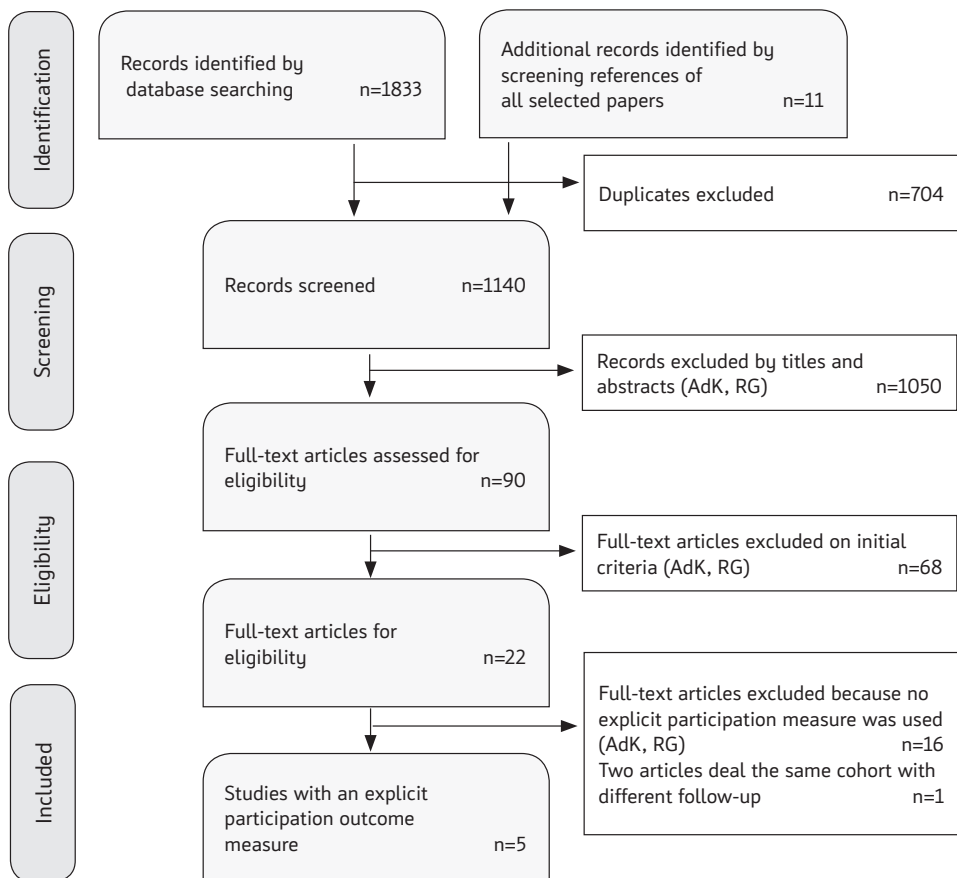 Identification
Records identified by
database searching n=1833
Additional records identified by
screening references of
all selected papers n=11
Duplicates excluded n=704
Screening
Records screened n=1140
Records excluded by titles and
abstracts (AdK, RG) n=1050
Eligibility
Full-text articles assessed for
eligibility n=90
Full-text articles excluded on initial
criteria (AdK, RG) n=68
Full-text articles for
eligibility n=22
Included
Full-text articles excluded because no
explicit participation measure was used
(AdK, RG) n=16
Two articles deal the same cohort with
different follow-up n=1
Studies with an explicit
participation outcome
measure n=5